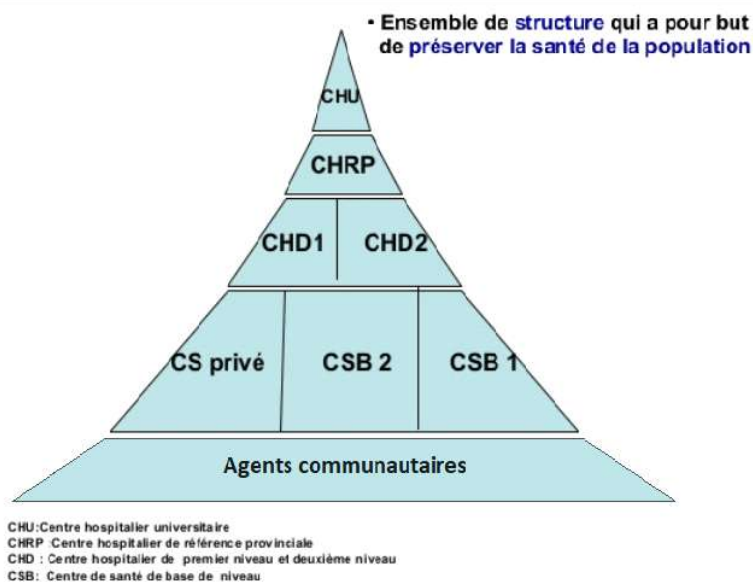 • Ensemble de structure qui a pour but
de préserver la santé de la population
CHU
CHRP
CHD1 CHD2
CS privé CSB 2 CSB 1
Agents communautaires
CHU:Centre hospitalier universitaire
CHRP :Centre hospitalier de référence provinciale
CHD : Centre hospitalier de premier niveau et deuxième niveau
CSB: Centre de santé de base de niveau